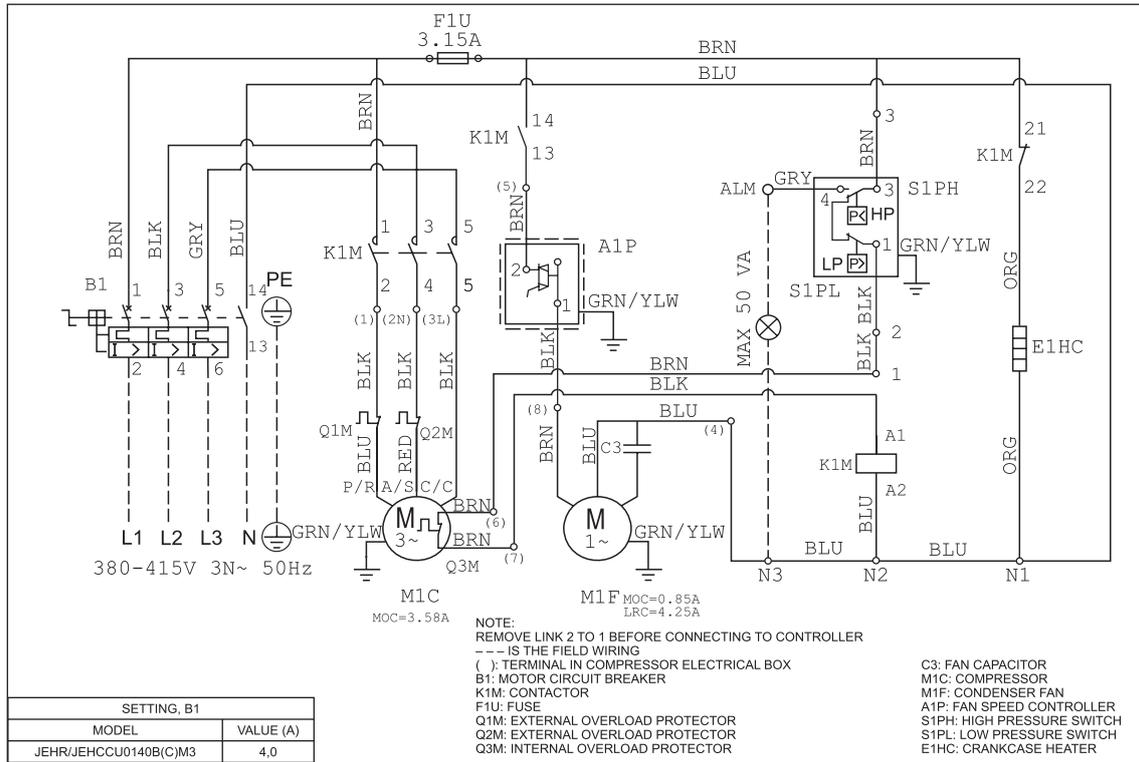 F1U
3.15A
BRN
BLU
BRN
14
K1M
13
(5)
BRN
3
BRN
21
K1M
22
ALM
GRY
4
3
S1PH
P< HP
1
LP P>
GRN/YLW
S1PL
BRN
BLK
GRY
BLU
B1
1
3
5
14
PE
13
2
4
6
1
3
5
K1M
2
4
5
(1)
(2N)
(3L)
BLK
BLK
BLK
A1P
2
1
GRN/YLW
BLK
MAX 50 VA
BLK
BLK
2
1
ORG
E1HC
BRN
BLK
(8)
BLU
(4)
Q1M
BLU
RED
Q2M
BRN
BLU
C3
A1
K1M
A2
ORG
P/R
A/S
C/C
BRN
(6)
BRN
(7)
M
3~
GRN/YLW
Q3M
M
1~
GRN/YLW
BLU
BLU
BLU
N3
N2
N1
L1
L2
L3
N
380-415V 3N~ 50Hz
M1C
MOC=3.58A
M1F
MOC=0.85A
LRC=4.25A
NOTE:
REMOVE LINK 2 TO 1 BEFORE CONNECTING TO CONTROLLER
--- IS THE FIELD WIRING
( ): TERMINAL IN COMPRESSOR ELECTRICAL BOX
B1: MOTOR CIRCUIT BREAKER
K1M: CONTACTOR
F1U: FUSE
Q1M: EXTERNAL OVERLOAD PROTECTOR
Q2M: EXTERNAL OVERLOAD PROTECTOR
Q3M: INTERNAL OVERLOAD PROTECTOR
C3: FAN CAPACITOR
M1C: COMPRESSOR
M1F: CONDENSER FAN
A1P: FAN SPEED CONTROLLER
S1PH: HIGH PRESSURE SWITCH
S1PL: LOW PRESSURE SWITCH
E1HC: CRANKCASE HEATER
SETTING, B1
MODEL VALUE (A)
JEHR/JEHCCU0140B(C)M3 4,0